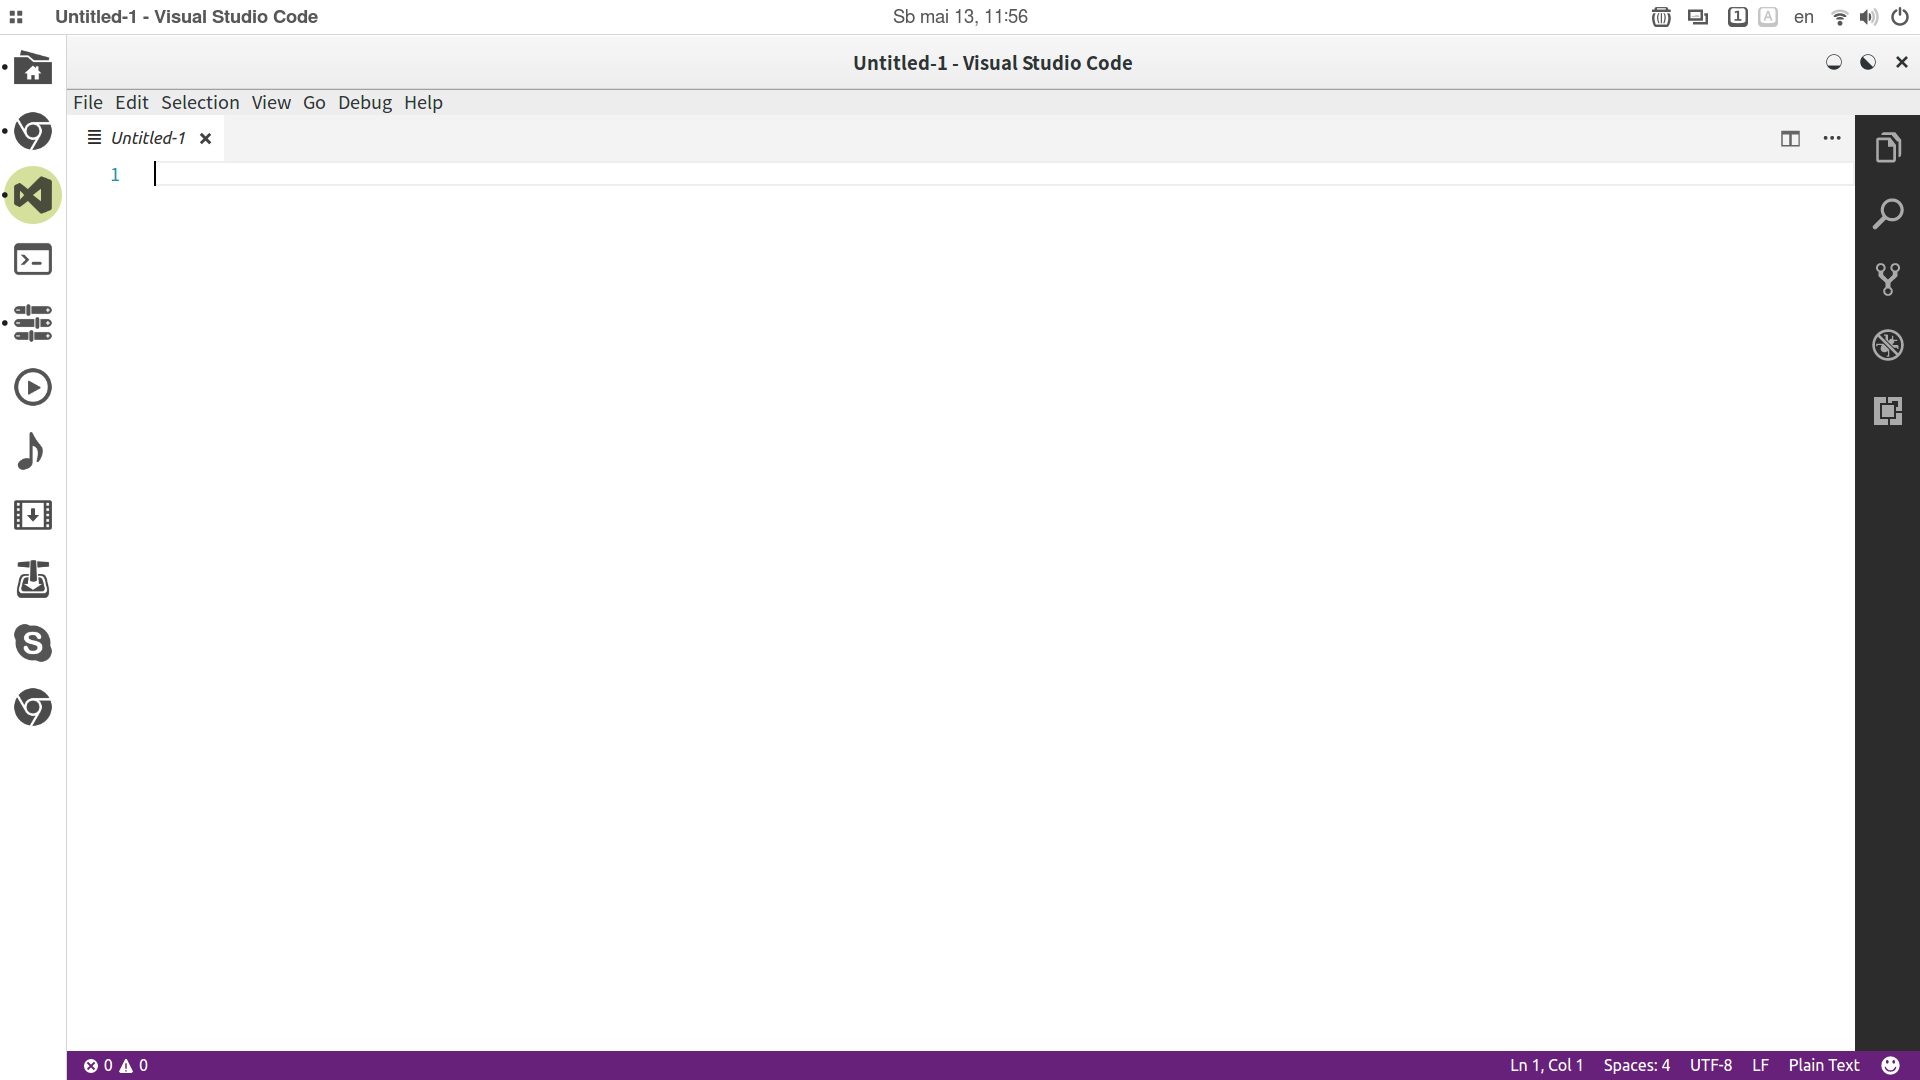 Untitled-1 - Visual Studio Code
Sb mai 13, 11:56
1 A en
Untitled-1 - Visual Studio Code
File Edit Selection View Go Debug Help
Untitled-1
1
S
0 0
Ln 1, Col 1 Spaces: 4 UTF-8 LF Plain Text